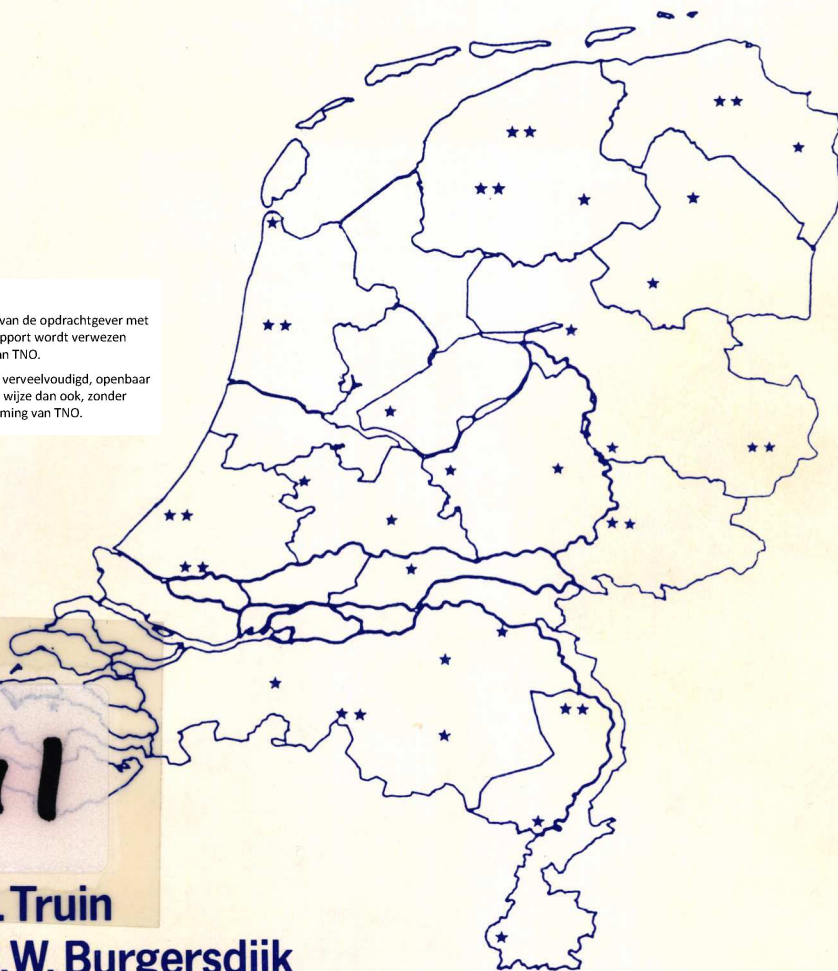 van de opdrachtgever met
pport wordt verwezen
an TNO.
verveelvoudigd, openbaar
wijze dan ook, zonder
ming van TNO.
. Truin
.W. Burgersdijk